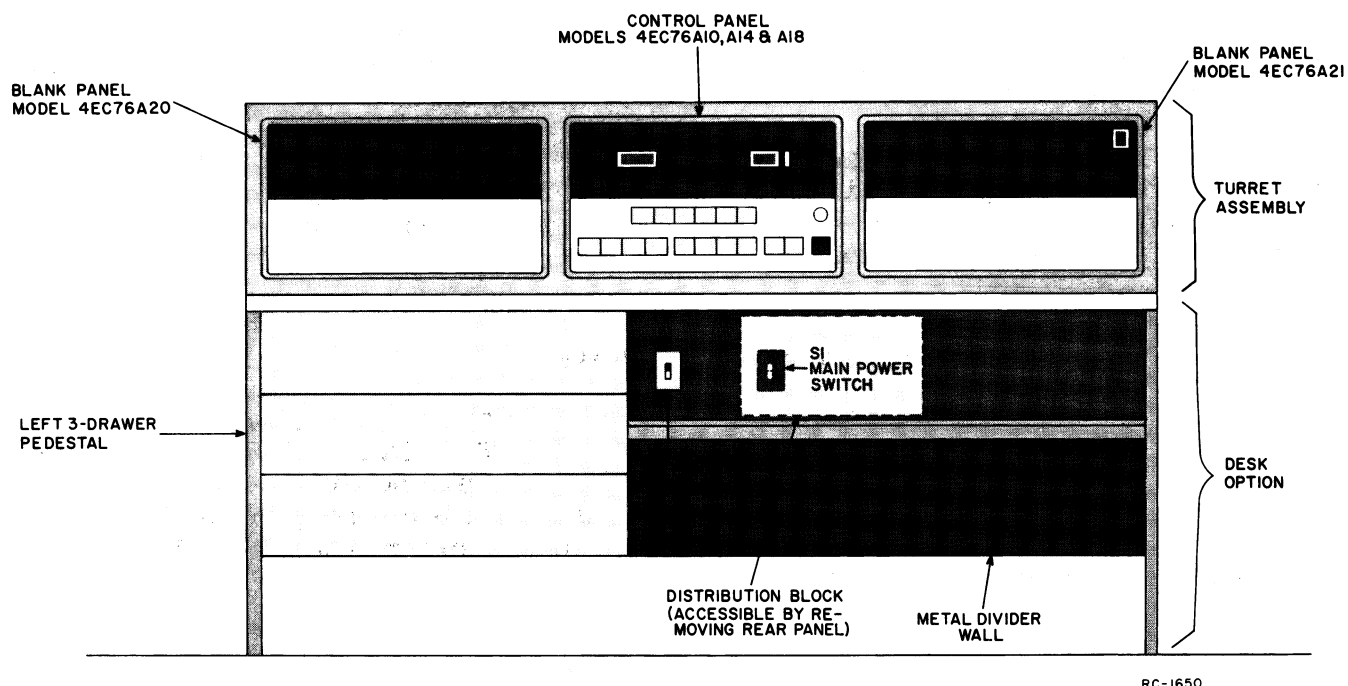 CONTROL PANEL
MODELS 4EC76A10, A14 & A18
BLANK PANEL
MODEL 4EC76A21
BLANK PANEL
MODEL 4EC76A20
TURRET
ASSEMBLY
S1
MAIN POWER
SWITCH
LEFT 3-DRAWER
PEDESTAL
DESK
OPTION
DISTRIBUTION BLOCK
(ACCESSIBLE BY RE-
MOVING REAR PANEL)
METAL DIVIDER
WALL
RC-1650